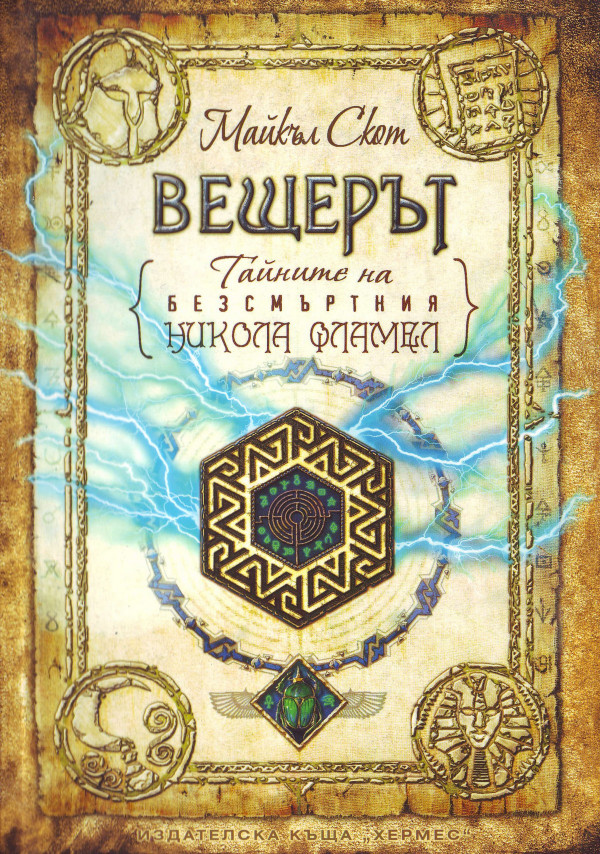 Майкъл Скот
ВЕЩЕРЪТ
Тайните на
БЕЗСМЪРТНИЯ
НИКОЛА ФЛАМЕЛ
ИЗДАТЕЛСКА КЪЩА „ХЕРМЕС“